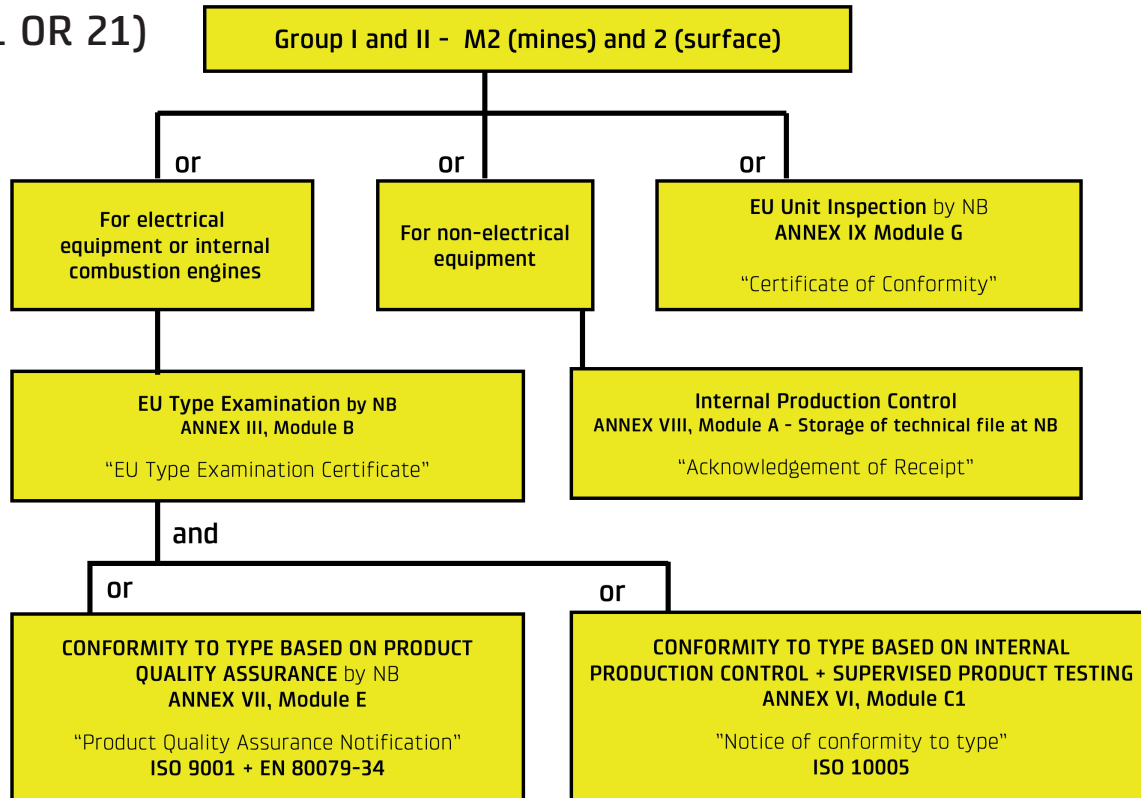 OR 21)
Group I and II - M2 (mines) and 2 (surface)
or
or
or
For electrical
equipment or internal
combustion engines
For non-electrical
equipment
EU Unit Inspection by NB
ANNEX IX Module G
“Certificate of Conformity”
EU Type Examination by NB
ANNEX III, Module B
“EU Type Examination Certificate”
Internal Production Control
ANNEX VIII, Module A - Storage of technical file at NB
“Acknowledgement of Receipt”
and
or
or
CONFORMITY TO TYPE BASED ON PRODUCT
QUALITY ASSURANCE by NB
ANNEX VII, Module E
“Product Quality Assurance Notification”
ISO 9001 + EN 80079-34
CONFORMITY TO TYPE BASED ON INTERNAL
PRODUCTION CONTROL + SUPERVISED PRODUCT TESTING
ANNEX VI, Module C1
”Notice of conformity to type”
ISO 10005